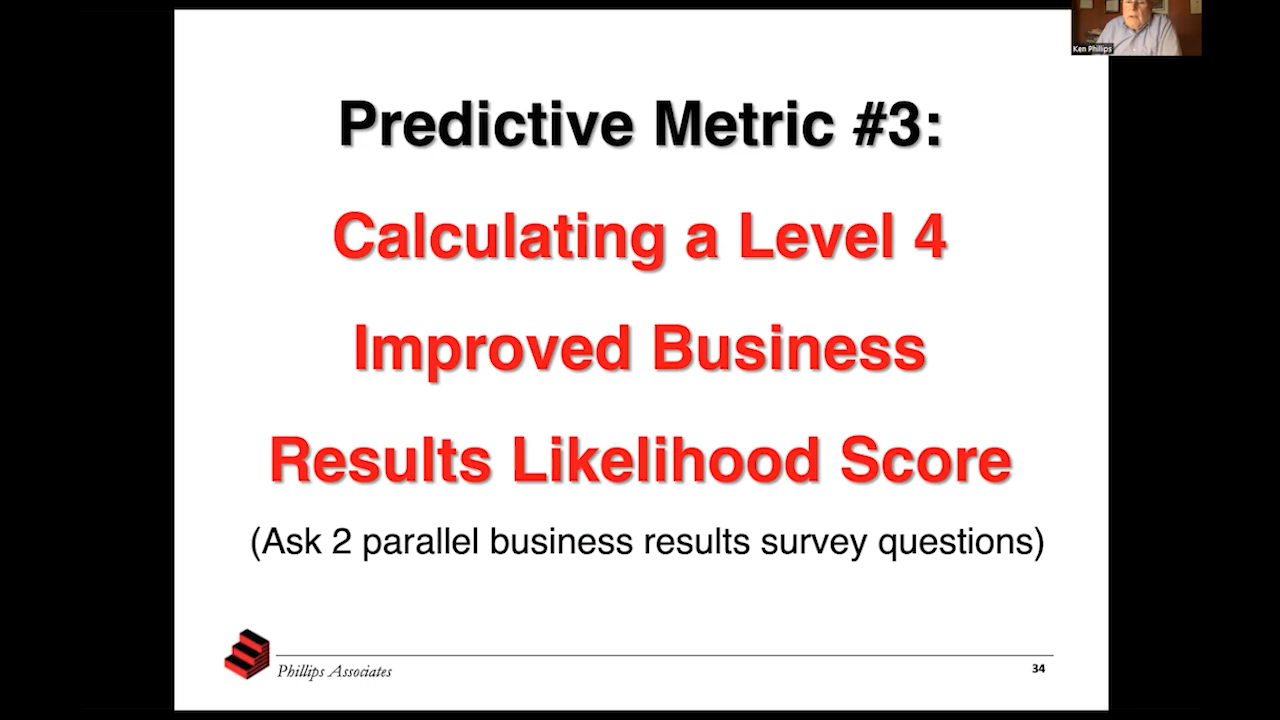 Ken Phillips
Predictive Metric #3:
Calculating a Level 4
Improved Business
Results Likelihood Score
(Ask 2 parallel business results survey questions)
Phillips Associates
34